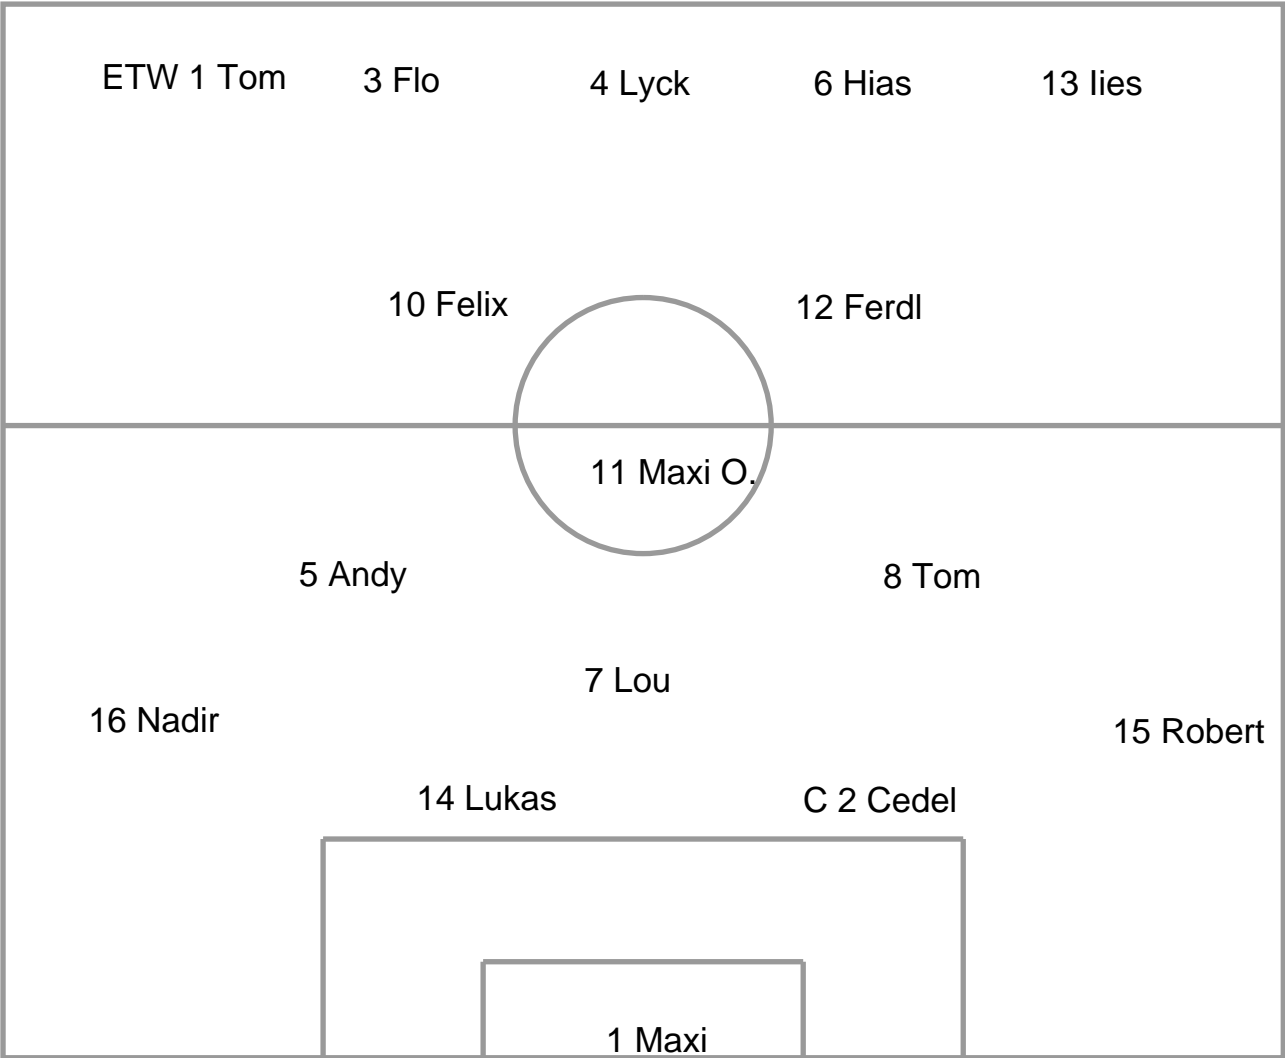 ETW 1 Tom
3 Flo
4 Lyck
6 Hias
13 Iies
10 Felix
12 Ferdl
11 Maxi O.
5 Andy
8 Tom
7 Lou
16 Nadir
15 Robert
14 Lukas
C 2 Cedel
1 Maxi